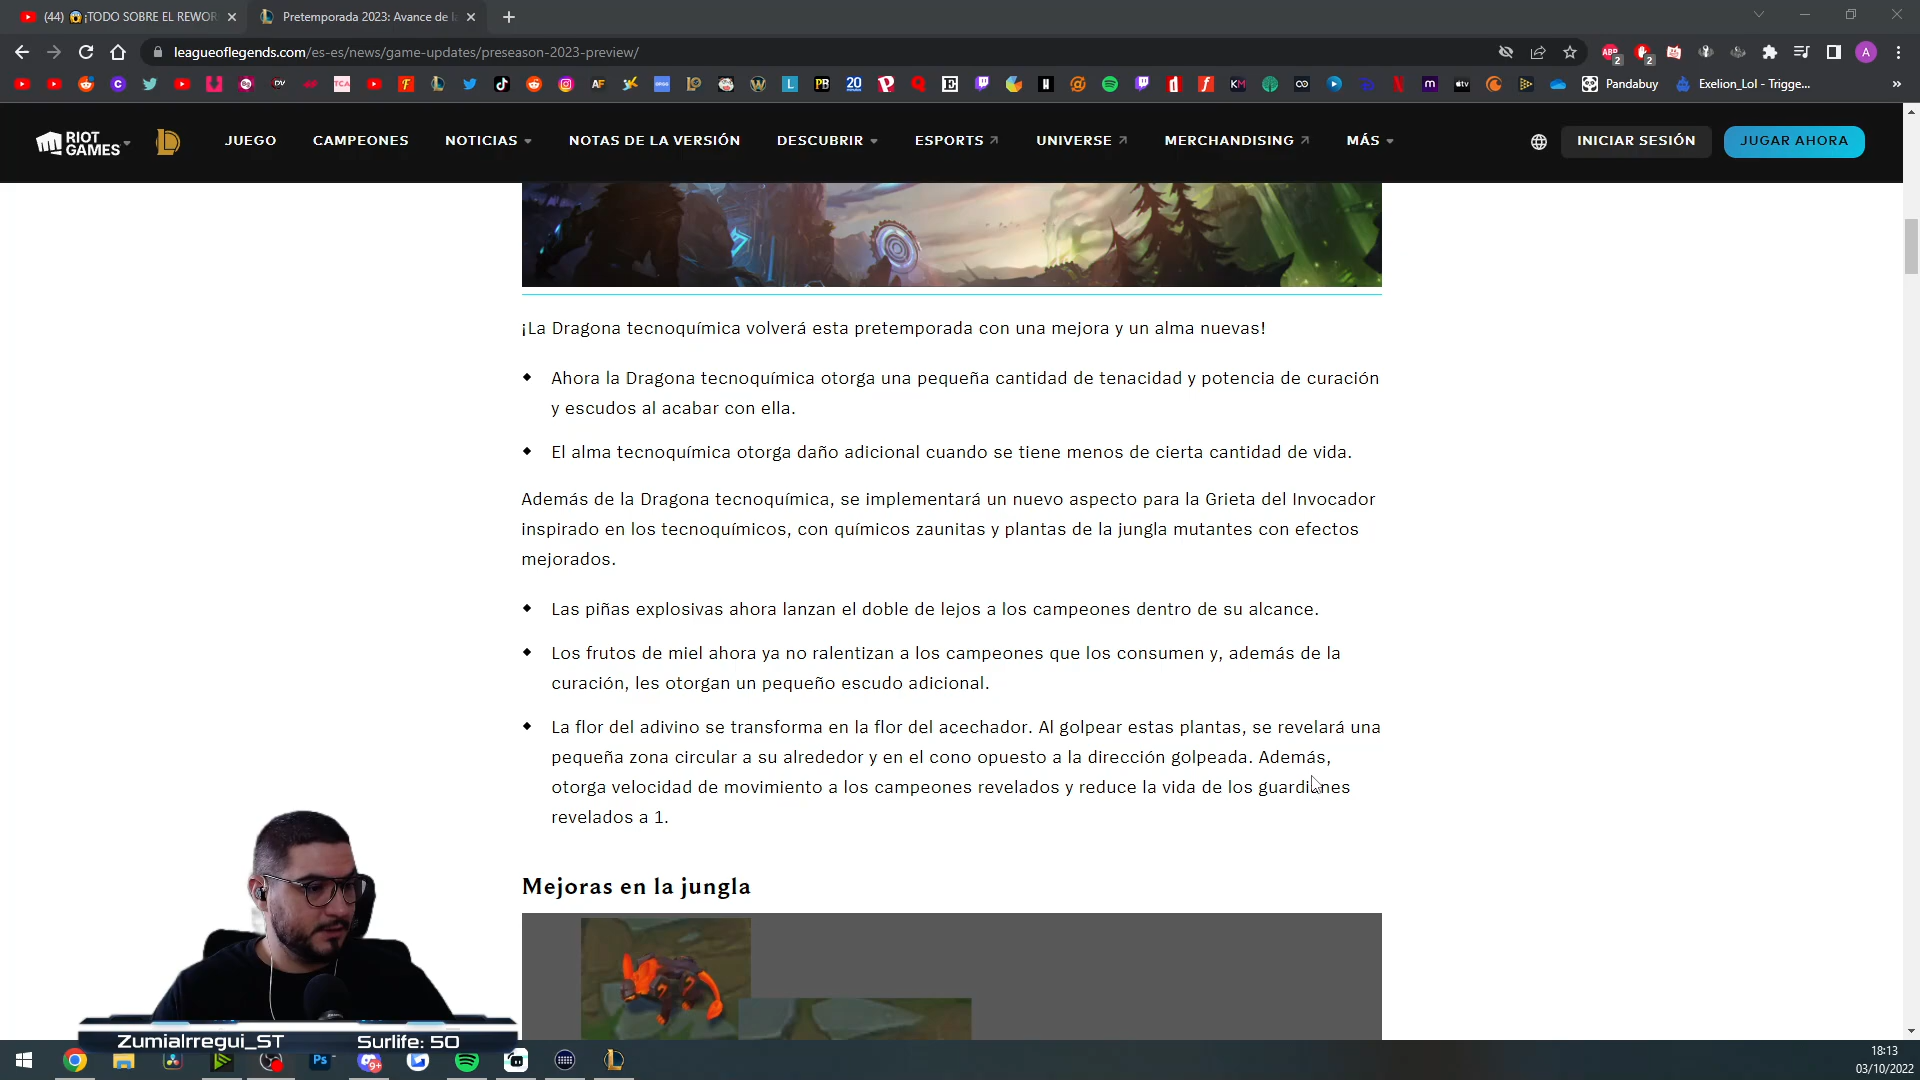 (44) 😱¡TODO SOBRE EL REWOR
Pretemporada 2023: Avance de la
leagueoflegends.com/es-es/news/game-updates/preseason-2023-preview/
Pandabuy
Exelion_Lol - Trigge...
RIOT GAMES
JUEGO
CAMPEONES
NOTICIAS
NOTAS DE LA VERSIÓN
DESCUBRIR
ESPORTS
UNIVERSE
MERCHANDISING
MÁS
INICIAR SESIÓN
JUGAR AHORA
¡La Dragona tecnoquímica volverá esta pretemporada con una mejora y un alma nuevas!
Ahora la Dragona tecnoquímica otorga una pequeña cantidad de tenacidad y potencia de curación
y escudos al acabar con ella.
El alma tecnoquímica otorga daño adicional cuando se tiene menos de cierta cantidad de vida.
Además de la Dragona tecnoquímica, se implementará un nuevo aspecto para la Grieta del Invocador
inspirado en los tecnoquímicos, con químicos zaunitas y plantas de la jungla mutantes con efectos
mejorados.
Las piñas explosivas ahora lanzan el doble de lejos a los campeones dentro de su alcance.
Los frutos de miel ahora ya no ralentizan a los campeones que los consumen y, además de la
curación, les otorgan un pequeño escudo adicional.
La flor del adivino se transforma en la flor del acechador. Al golpear estas plantas, se revelará una
pequeña zona circular a su alrededor y en el cono opuesto a la dirección golpeada. Además,
otorga velocidad de movimiento a los campeones revelados y reduce la vida de los guardianes
revelados a 1.
Mejoras en la jungla
ZumiaIrregui_ST
Surlife: 50
18:13
03/10/2022